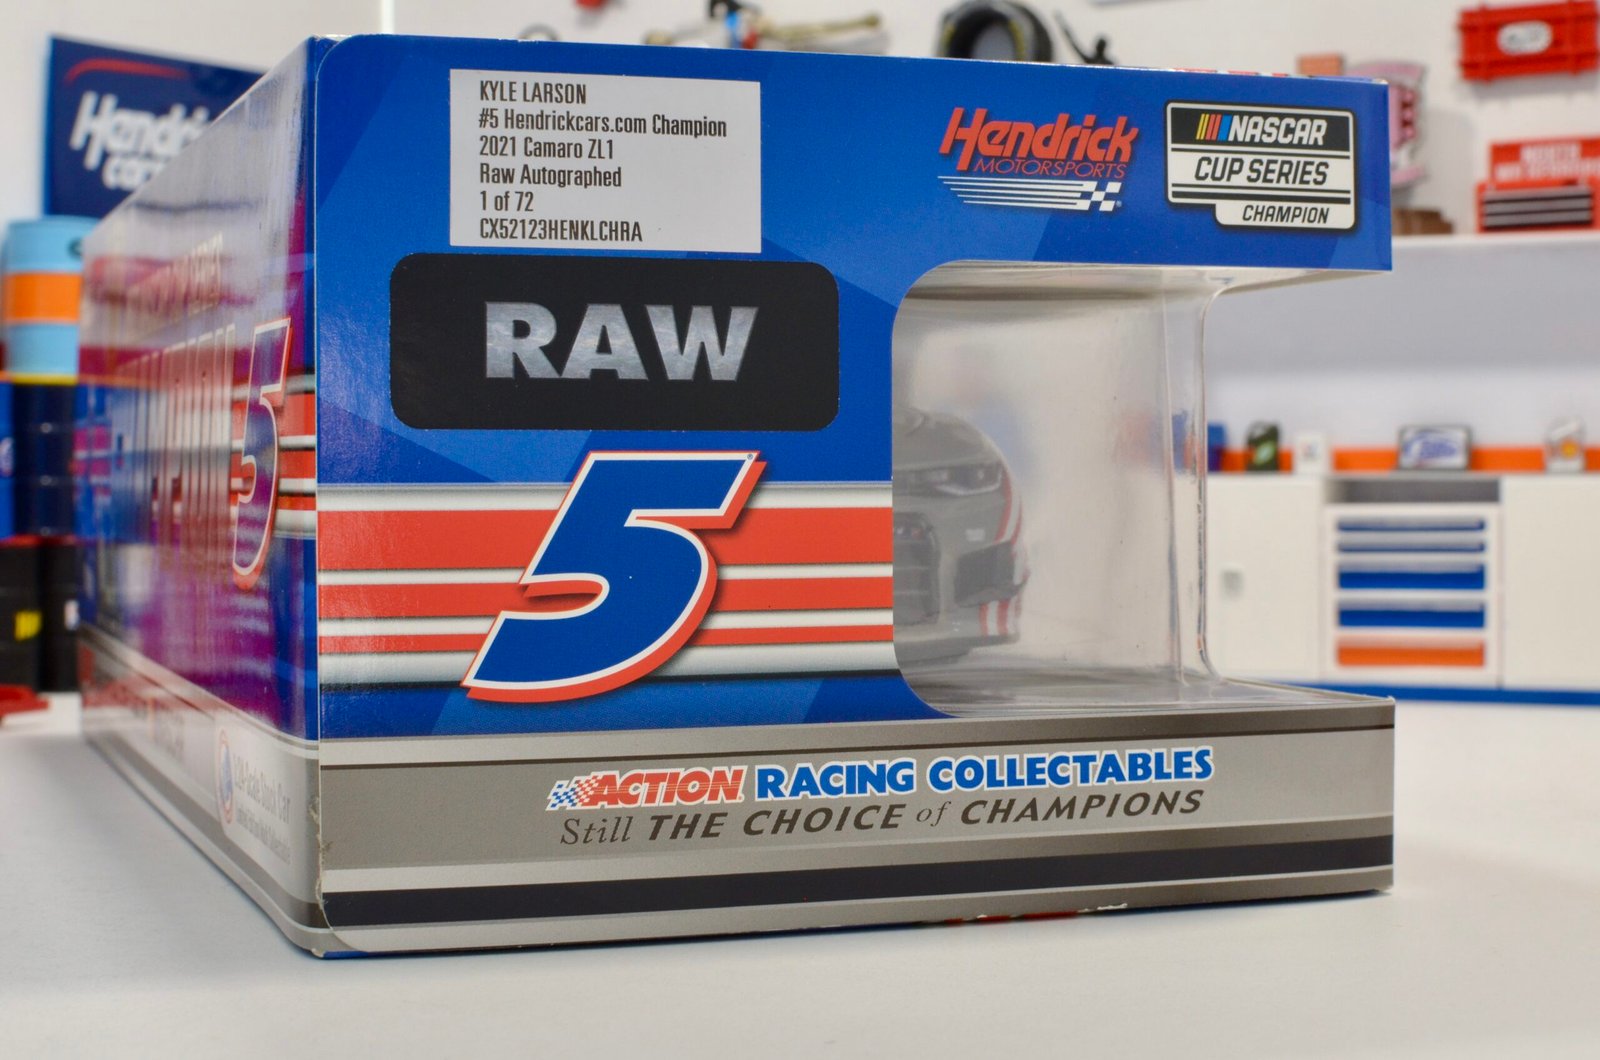 KYLE LARSON
#5 Hendrickcars.com Champion
2021 Camaro ZL1
Raw Autographed
1 of 72
CX52123HENKLCHRA
Hendrick
MOTORSPORTS
NASCAR
CUP SERIES
CHAMPION
RAW
5
5
ACTION RACING COLLECTABLES
Still THE CHOICE of CHAMPIONS